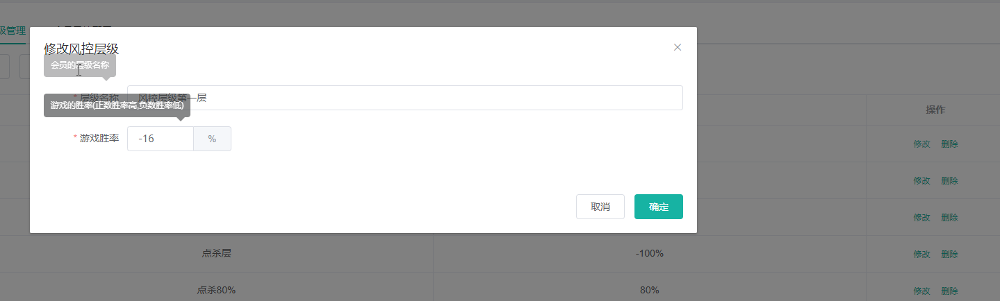 级管理
修改风控层级
会员的层级名称
* 层级名称
风控层级第一层
游戏的胜率(正数胜率高,负数胜率低)
操作
* 游戏胜率
-16
%
修改 删除
修改 删除
取消
确定
修改 删除
点杀层
-100%
修改 删除
点杀80%
80%
修改 删除